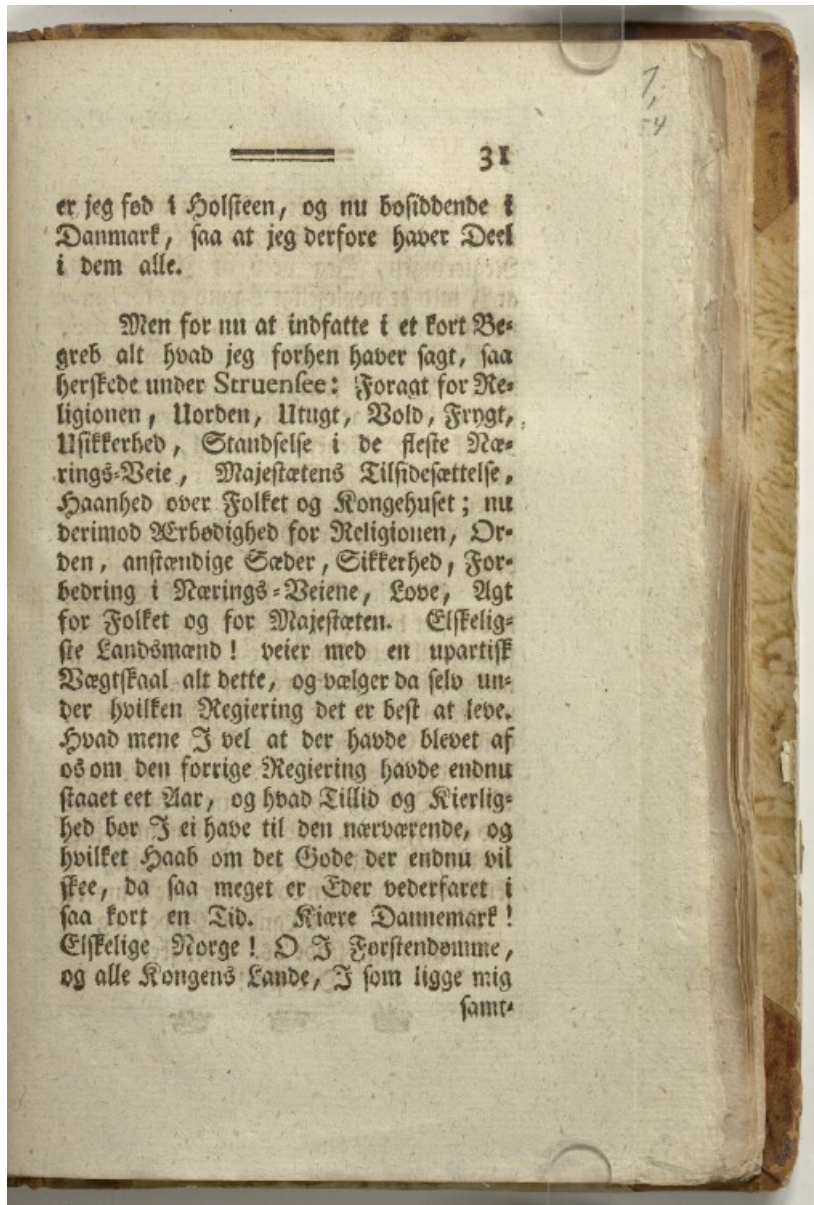 7,
54
31
er jeg fød i Holsteen, og nu bosiddende i
Danmark, saa at jeg derfore haver Deel
i dem alle.
Men for nu at indfatte i et kort Be-
greb alt hvad jeg forhen haver sagt, saa
herskede under Struensee: Foragt for Re-
ligionen, Uorden, Utugt, Vold, Frygt,
Usikkerhed, Standselse i de fleste Næ-
rings-Veie, Majestætens Tilsidesættelse,
Haanhed over Folket og Kongehuset; nu
derimod Ærbødighed for Religionen, Or-
den, anstændige Sæder, Sikkerhed, For-
bedring i Nærings-Veiene, Love, Agt
for Folket og for Majestæten. Elskelig-
ste Landsmænd! veier med en upartisk
Vægtskaal alt dette, og vælger da selv un-
der hvilken Regiering det er best at leve.
Hvad mene I vel at der havde blevet af
os om den forrige Regiering havde endnu
staaet eet Aar, og hvad Tillid og Kierlig-
hed bør I ei have til den nærværende, og
hvilket Haab om det Gode der endnu vil
skee, da saa meget er Eder vederfaret i
saa kort en Tid. Kiære Dannemark!
Elskelige Norge! O I Førstendømme,
og alle Kongens Lande, I som ligge mig
samt-